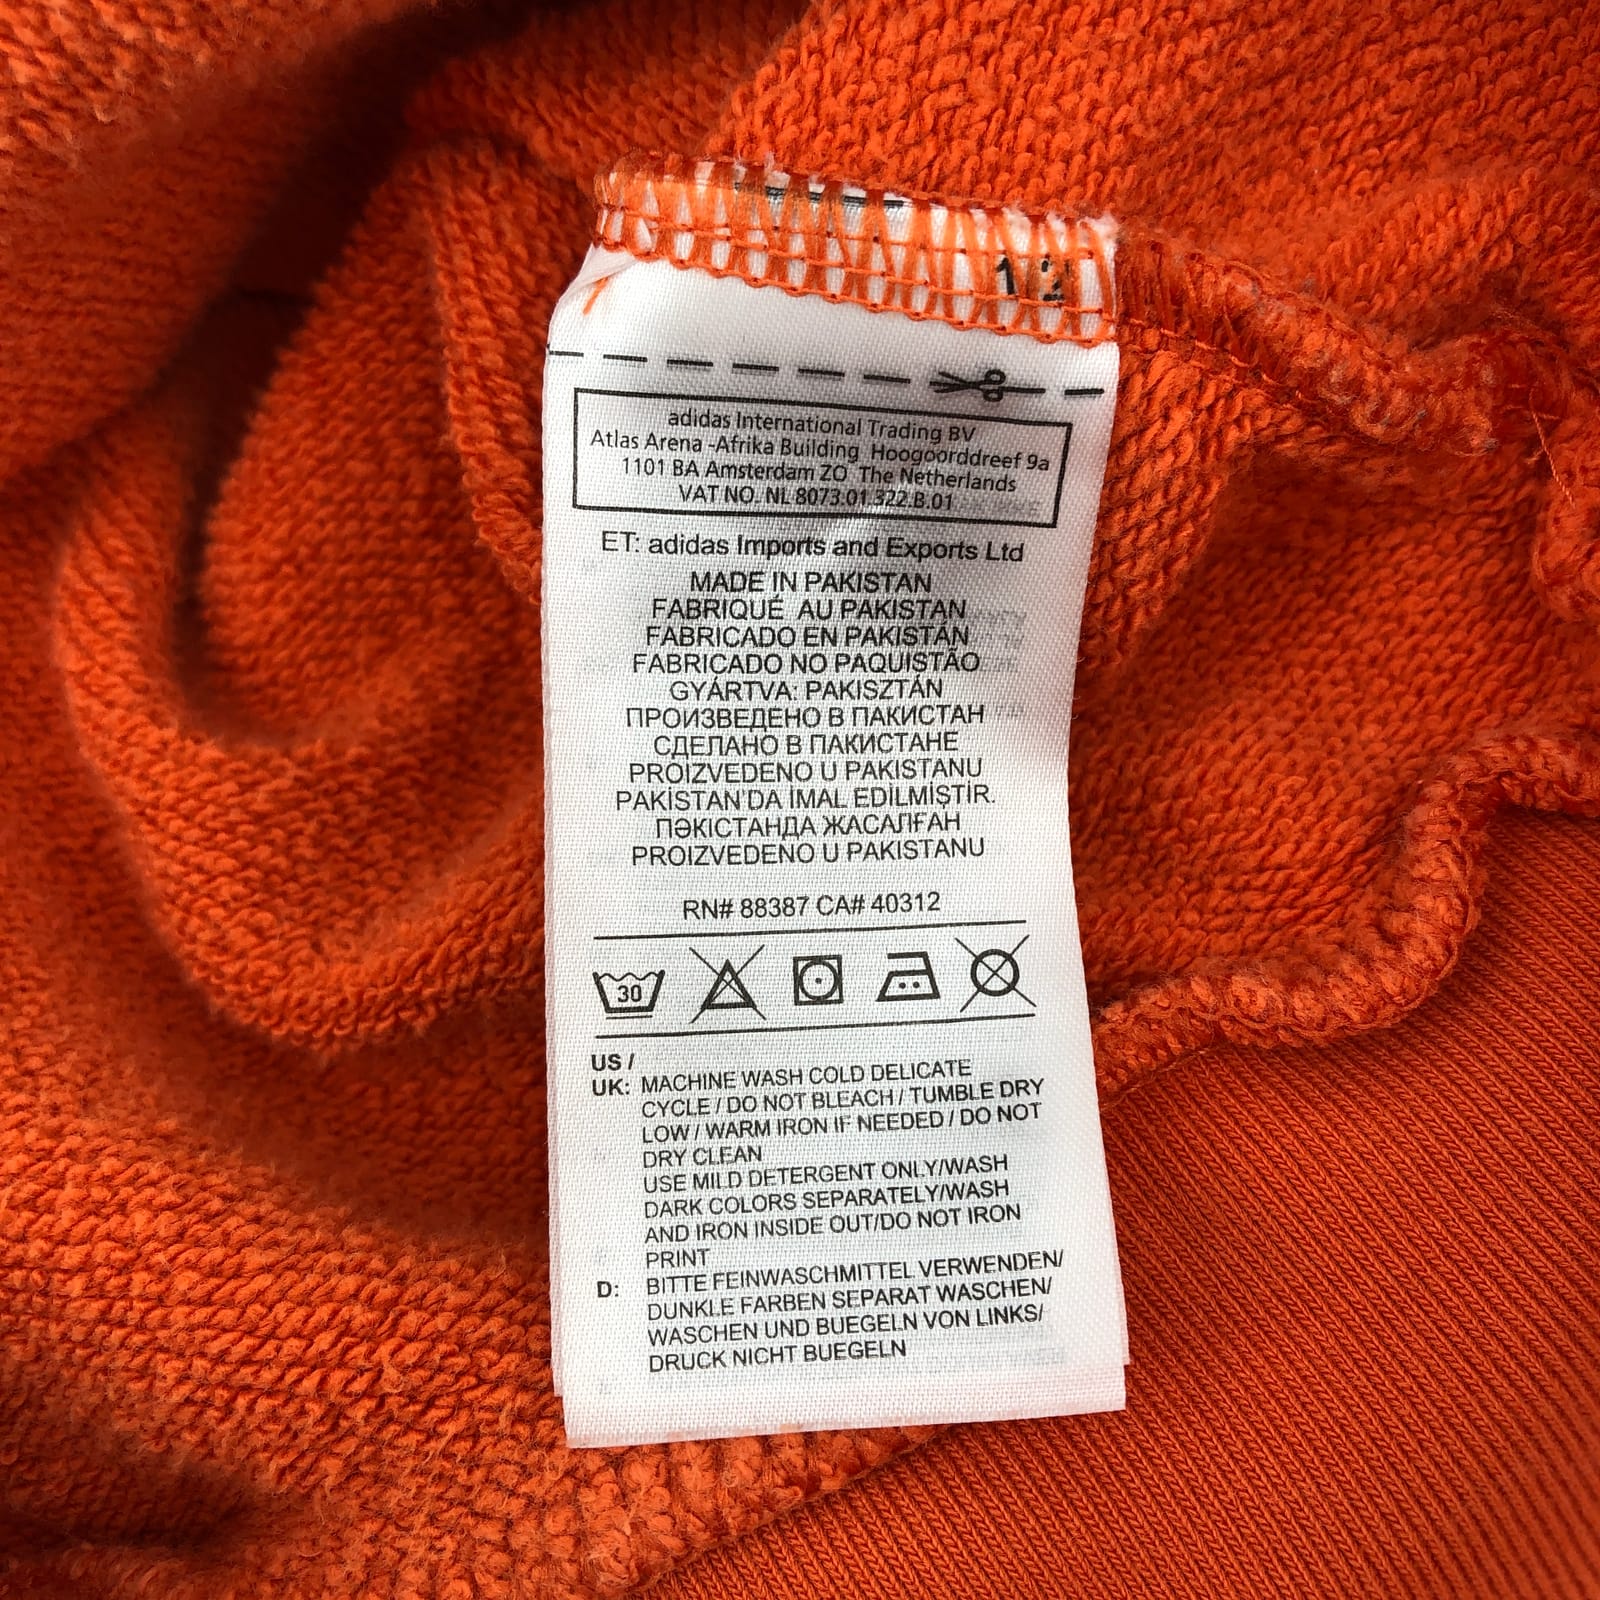 12
adidas International Trading BV
Atlas Arena -Afrika Building Hoogoorddreef 9a
1101 BA Amsterdam ZO The Netherlands
VAT NO. NL 8073.01.322.B.01
ET: adidas Imports and Exports Ltd
MADE IN PAKISTAN
FABRIQUÉ AU PAKISTAN
FABRICADO EN PAKISTÁN
FABRICADO NO PAQUISTÃO
GYÁRTVA: PAKISZTÁN
ПРОИЗВЕДЕНО В ПАКИСТАН
СДЕЛАНО В ПАКИСТАНЕ
PROIZVEDENO U PAKISTANU
PAKİSTAN'DA İMAL EDİLMİŞTİR.
ПӘКІСТАНДА ЖАСАЛҒАН
PROIZVEDENO U PAKISTANU
RN# 88387 CA# 40312
30
US /
UK: MACHINE WASH COLD DELICATE
CYCLE / DO NOT BLEACH / TUMBLE DRY
LOW / WARM IRON IF NEEDED / DO NOT
DRY CLEAN
USE MILD DETERGENT ONLY/WASH
DARK COLORS SEPARATELY/WASH
AND IRON INSIDE OUT/DO NOT IRON
PRINT
D: BITTE FEINWASCHMITTEL VERWENDEN/
DUNKLE FARBEN SEPARAT WASCHEN/
WASCHEN UND BUEGELN VON LINKS/
DRUCK NICHT BUEGELN